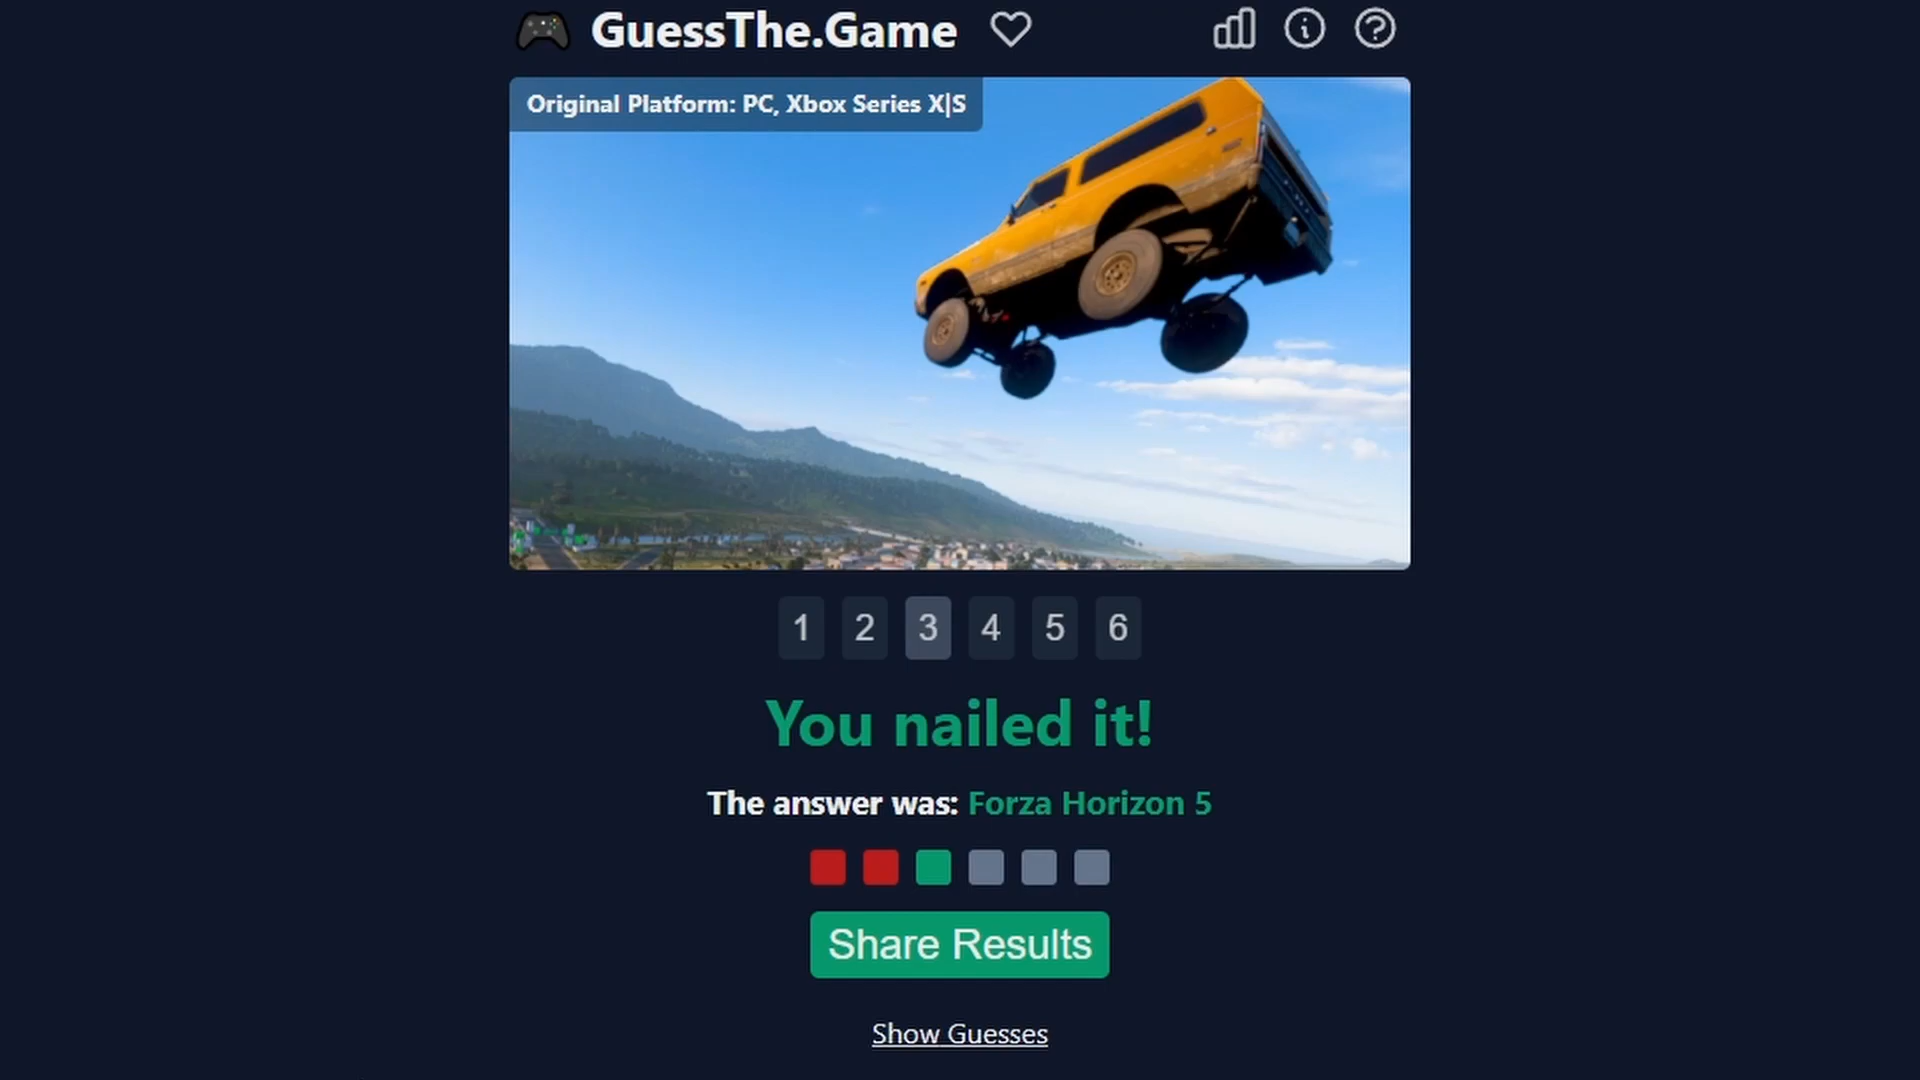 GuessThe.Game
Original Platform: PC, Xbox Series X|S
1 2 3 4 5 6
You nailed it!
The answer was: Forza Horizon 5
Share Results
Show Guesses